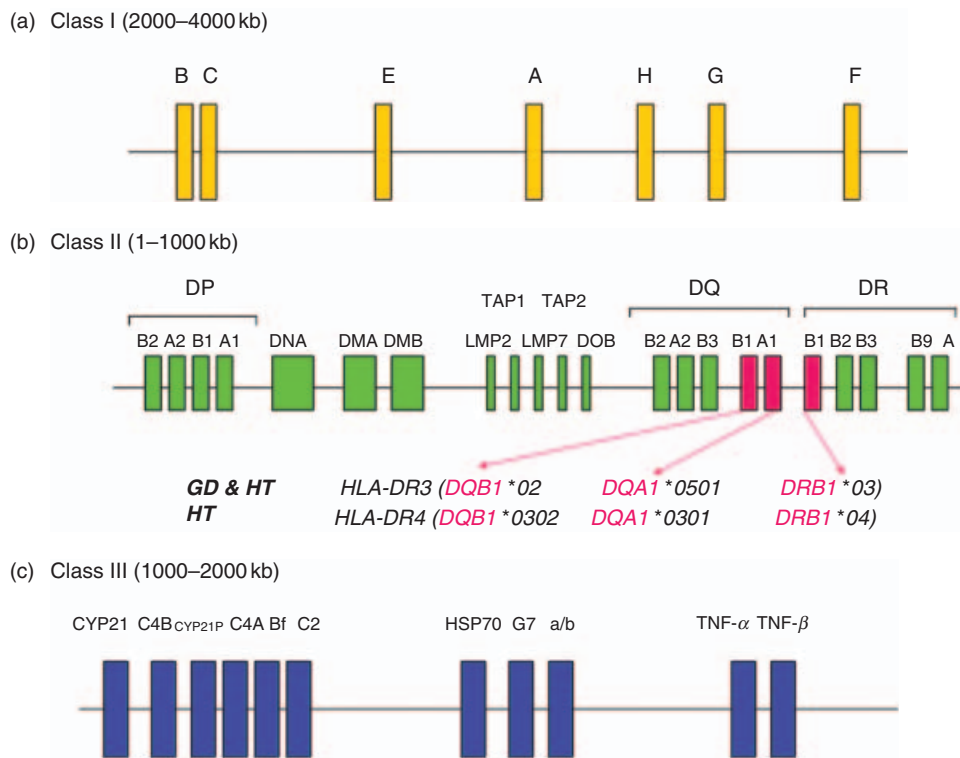 (a) Class I (2000–4000 kb)
B C E A H G F
(b) Class II (1–1000 kb)
DP DQ DR
TAP1 TAP2
B2 A2 B1 A1 DNA DMA DMB LMP2 LMP7 DOB B2 A2 B3 B1 A1 B1 B2 B3 B9 A
GD & HT HLA-DR3 (DQB1 *02 DQA1 *0501 DRB1 *03)
HT HLA-DR4 (DQB1 *0302 DQA1 *0301 DRB1 *04)
(c) Class III (1000–2000 kb)
CYP21 C4B CYP21P C4A Bf C2 HSP70 G7 a/b TNF-α TNF-β